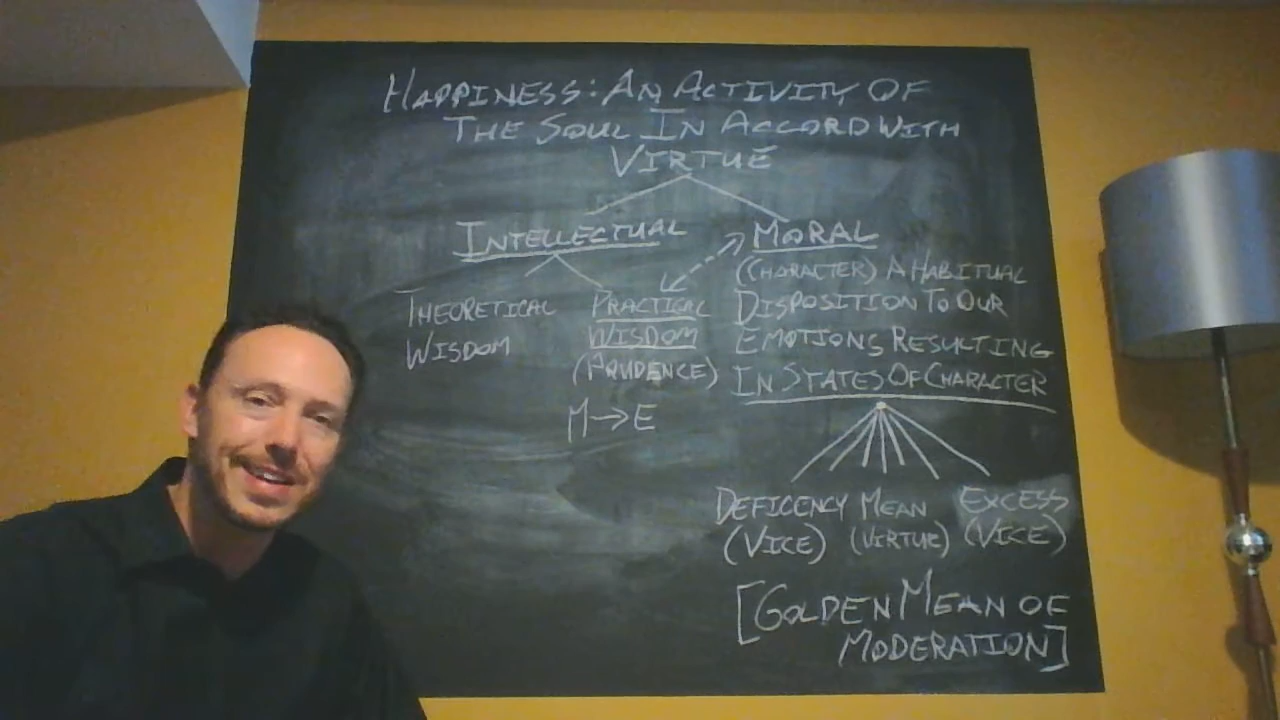 HAPPINESS: AN ACTIVITY OF
THE SOUL IN ACCORD WITH
VIRTUE
INTELLECTUAL
THEORETICAL
WISDOM
PRACTICAL
WISDOM
(PRUDENCE)
M→E
MORAL
(CHARACTER) A HABITUAL
DISPOSITION TO OUR
EMOTIONS RESULTING
IN STATES OF CHARACTER
DEFICENCY MEAN EXCESS
(VICE) (VIRTUE) (VICE)
[GOLDEN MEAN OF
MODERATION]